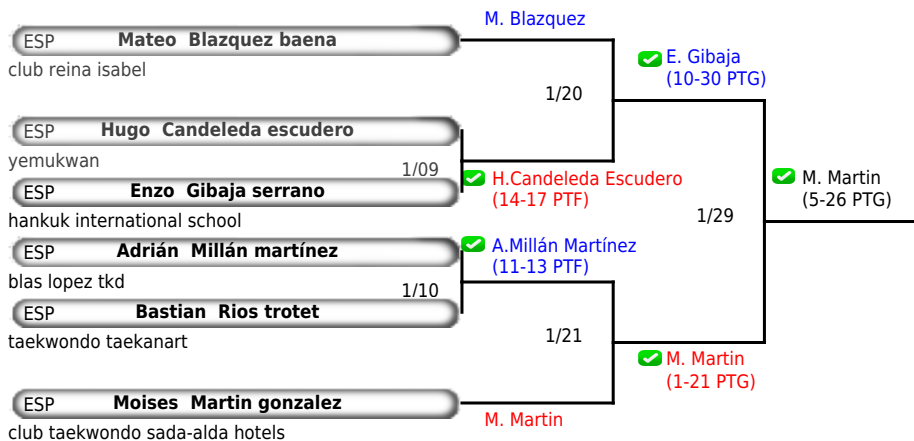 M. Blazquez
ESP Mateo Blazquez baena
club reina isabel
E. Gibaja
(10-30 PTG)
1/20
ESP Hugo Candeleda escudero
yemukwan
1/09
ESP Enzo Gibaja serrano
hankuk international school
H.Candeleda Escudero
(14-17 PTF)
M. Martin
(5-26 PTG)
1/29
ESP Adrián Millán martínez
blas lopez tkd
A.Millán Martínez
(11-13 PTF)
1/10
ESP Bastian Rios trotet
taekwondo taekanart
1/21
M. Martin
(1-21 PTG)
ESP Moises Martin gonzalez
club taekwondo sada-alda hotels
M. Martin